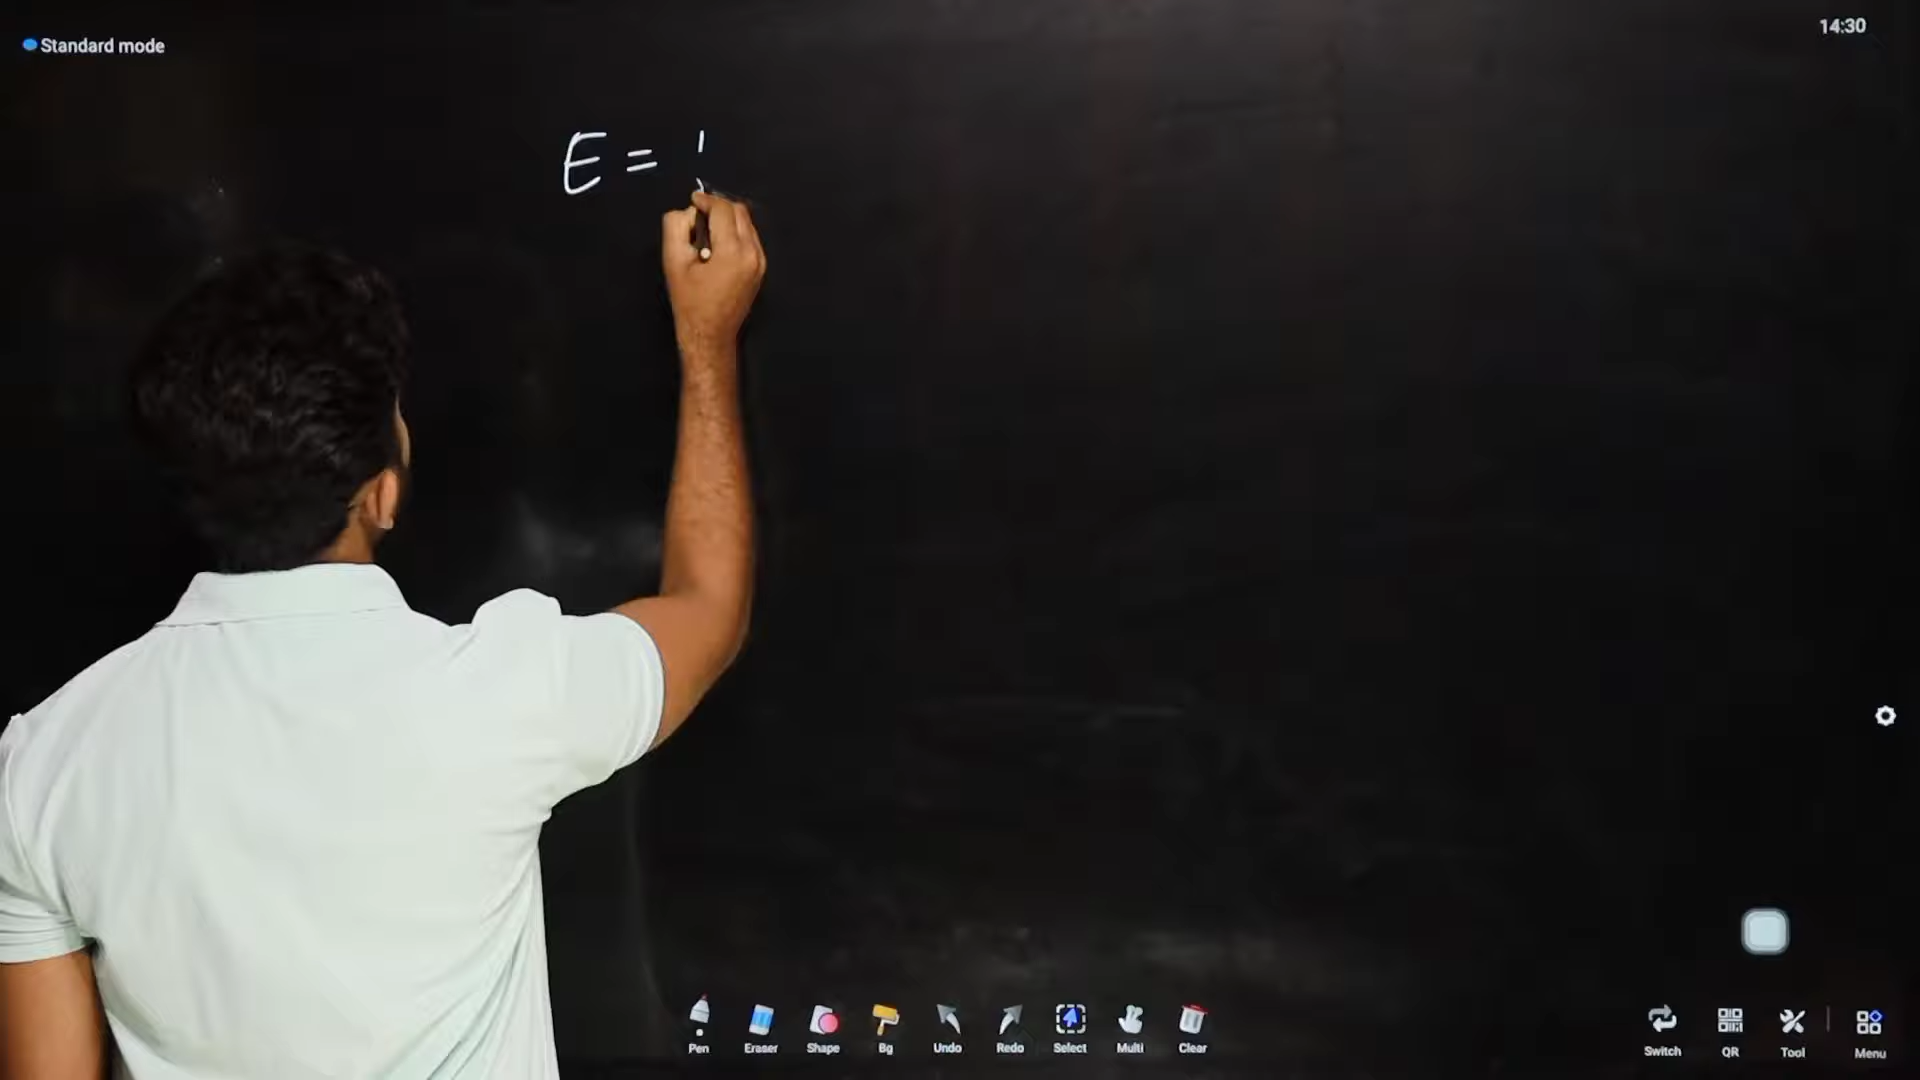 Standard mode
14:30
E =
Pen Eraser Shape Bg Undo Redo Select Multi Clear
Switch QR Tool Menu